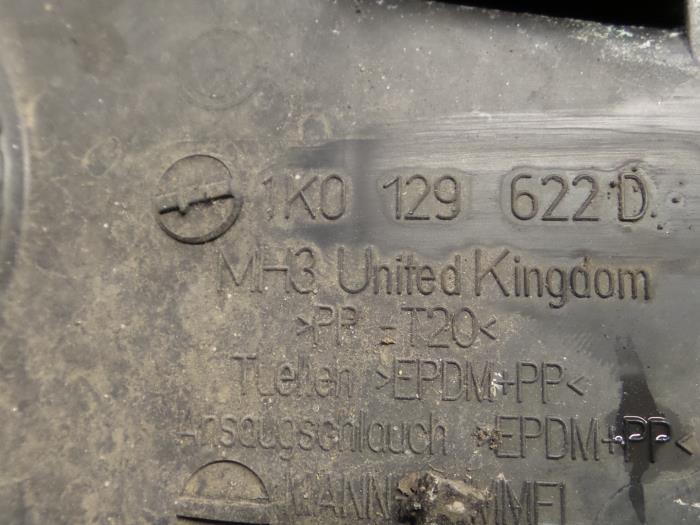 1K0 129 622 D
MH3 United Kingdom
>PP -T20<
Tuellen >EPDM+PP<
Ansaugschlauch >EPDM+PP<